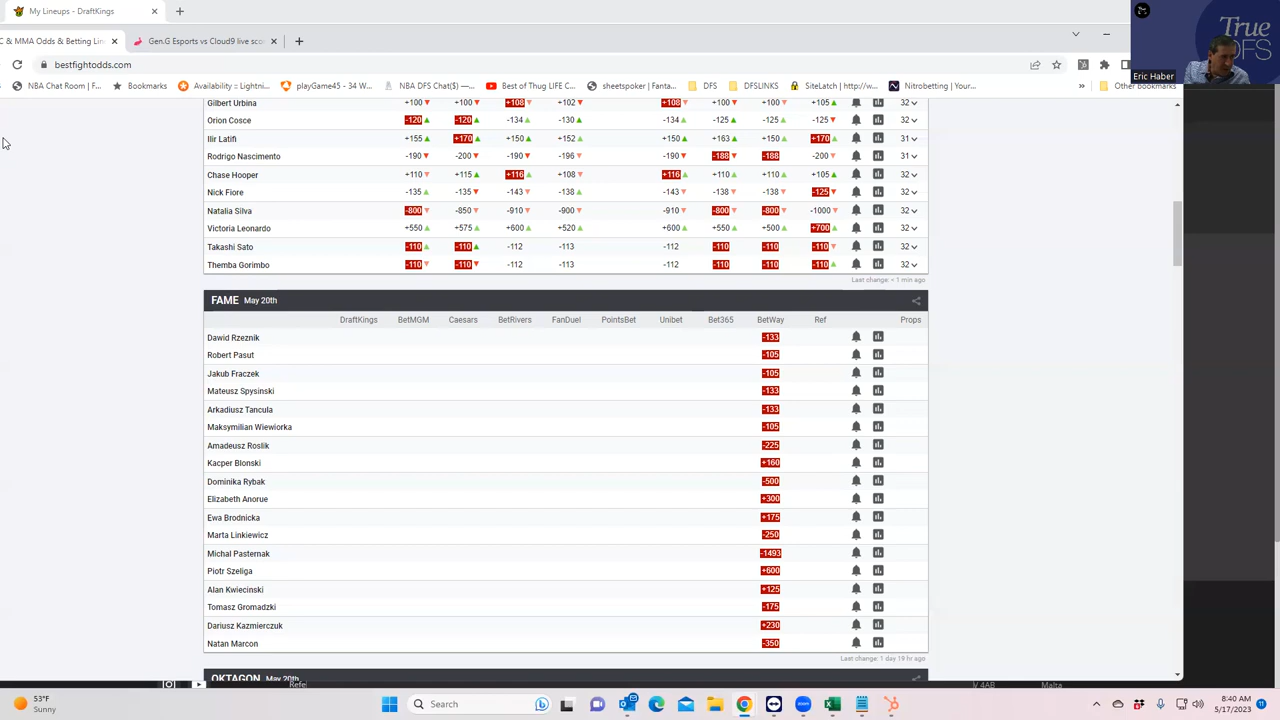 My Lineups - DraftKings
C & MMA Odds & Betting Lin
Gen.G Esports vs Cloud9 live scor
bestfightodds.com
NBA Chat Room | F...
Bookmarks
Availability :: Lightni...
playGame45 - 34 W...
NBA DW Chat($) —...
Best of Thug LIFE C...
sheetspoker | Fanta...
DFS
DFSLINKS
SiteLatch | http://w...
Nitrobetting | Your...
»
Other bookmarks
True
DFS
Eric Haber
Gilbert Urbina +100 +100 +108 +102 +108 +100 +100 +105 32
Orion Cosce -120 -120 -134 -130 -134 -125 -125 -125 32
Ilir Latifi +155 +170 +150 +152 +150 +163 +150 +170 31
Rodrigo Nascimento -190 -200 -190 -196 -190 -188 -188 -200 31
Chase Hooper +110 +115 +116 +108 +116 +110 +110 +105 32
Nick Fiore -135 -135 -143 -138 -143 -138 -138 -125 32
Natalia Silva -800 -850 -910 -900 -910 -800 -800 -1000 32
Victoria Leonardo +550 +575 +600 +520 +600 +550 +500 +700 32
Takashi Sato -110 -110 -112 -113 -112 -110 -110 -110 32
Themba Gorimbo -110 -110 -112 -113 -112 -110 -110 -110 32
Last change: < 1 min ago
FAME May 20th
DraftKings BetMGM Caesars BetRivers FanDuel PointsBet Unibet Bet365 BetWay Ref Props
Dawid Rzeznik -133
Robert Pasut -105
Jakub Fraczek -105
Mateusz Spysinski -133
Arkadiusz Tancula -133
Maksymilian Wiewiorka -105
Amadeusz Roslik -225
Kacper Blonski +160
Dominika Rybak -500
Elizabeth Anorue +300
Ewa Brodnicka +175
Marta Linkiewicz -250
Michal Pasternak -1493
Piotr Szeliga +600
Alan Kwiecinski +125
Tomasz Gromadzki -175
Dariusz Kazmierczuk +230
Natan Marcon -350
Last change: 1 day 19 hr ago
OKTAGON May 20th
Malta
53°F
Sunny
Search
8:40 AM
5/17/2023